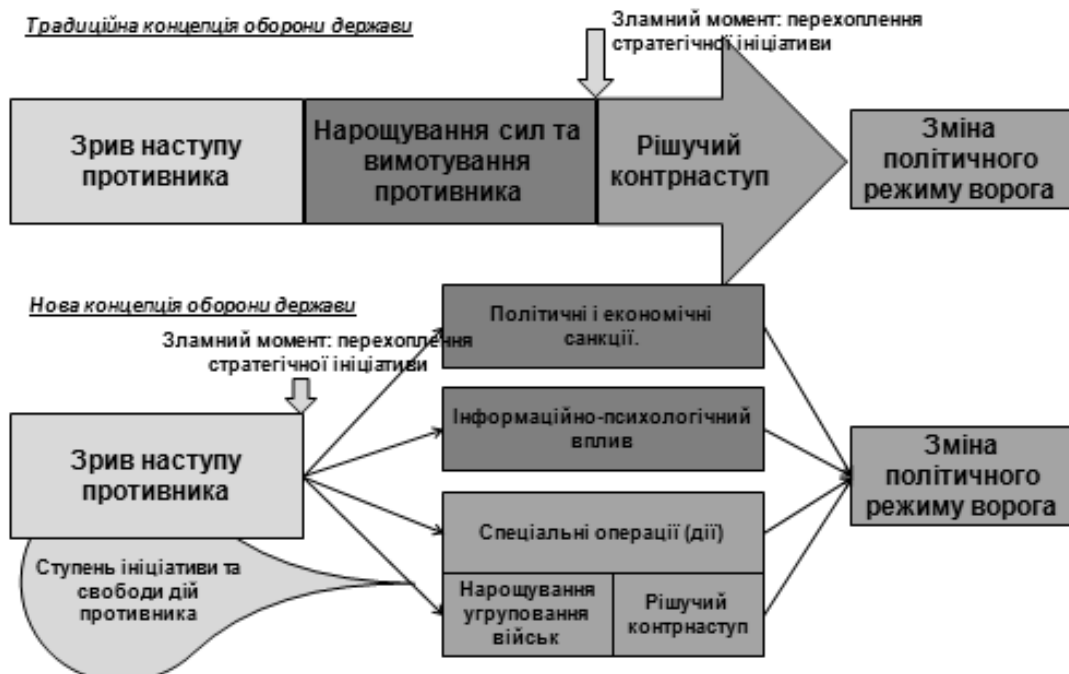 Традиційна концепція оборони держави
Зламний момент: перехоплення
стратегічної ініціативи
Зрив наступу
противника
Нарощування сил та
вимотування
противника
Рішучий
контрнаступ
Зміна
політичного
режиму ворога
Нова концепція оборони держави
Зламний момент: перехоплення
стратегічної ініціативи
Зрив наступу
противника
Ступень ініціативи та
свободи дій
противника
Політичні і економічні
санкції.
Інформаційно-психологічний
вплив
Спеціальні операції (дії)
Нарощування
угруповання
військ
Рішучий
контрнаступ
Зміна
політичного
режиму ворога